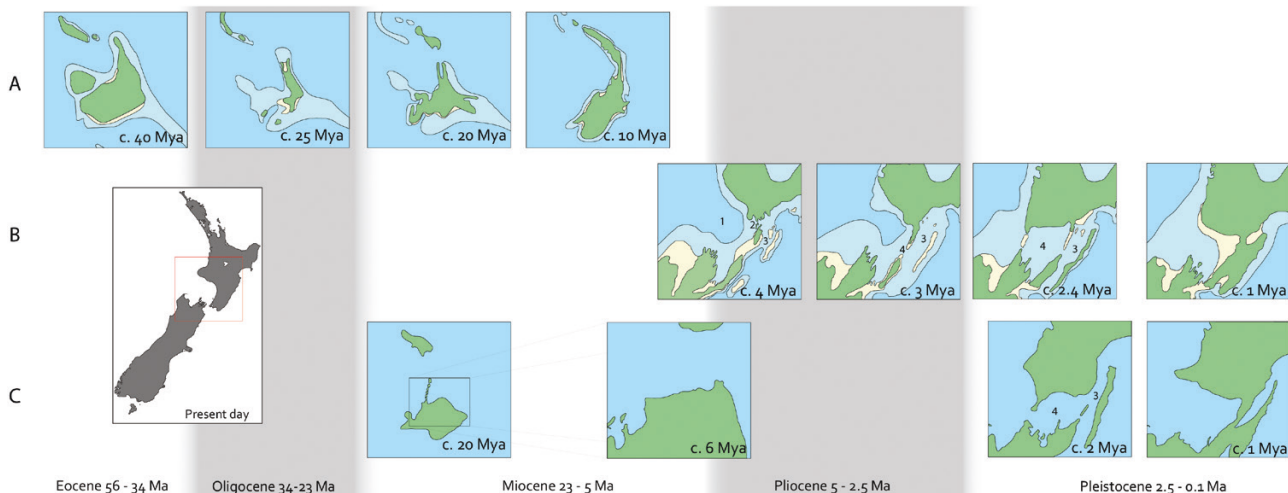 A
c. 40 Mya
c. 25 Mya
c. 20 Mya
c. 10 Mya
B
Present day
1
2
3
c. 4 Mya
4
3
c. 3 Mya
4
3
c. 2.4 Mya
c. 1 Mya
C
c. 20 Mya
c. 6 Mya
4
3
c. 2 Mya
c. 1 Mya
Eocene 56 - 34 Ma
Oligocene 34-23 Ma
Miocene 23 - 5 Ma
Pliocene 5 - 2.5 Ma
Pleistocene 2.5 - 0.1 Ma